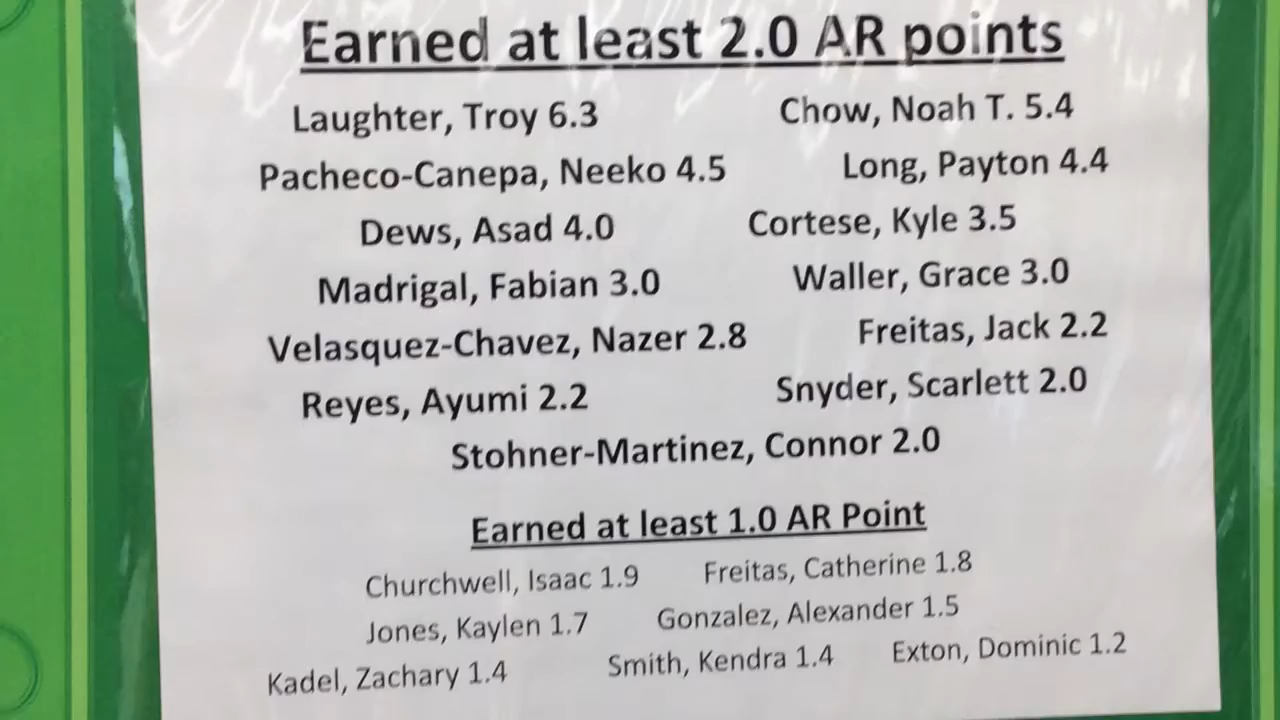 Earned at least 2.0 AR points
Laughter, Troy 6.3 Chow, Noah T. 5.4
Pacheco-Canepa, Neeko 4.5 Long, Payton 4.4
Dews, Asad 4.0 Cortese, Kyle 3.5
Madrigal, Fabian 3.0 Waller, Grace 3.0
Velasquez-Chavez, Nazer 2.8 Freitas, Jack 2.2
Reyes, Ayumi 2.2 Snyder, Scarlett 2.0
Stohner-Martinez, Connor 2.0
Earned at least 1.0 AR Point
Churchwell, Isaac 1.9 Freitas, Catherine 1.8
Jones, Kaylen 1.7 Gonzalez, Alexander 1.5
Kadel, Zachary 1.4 Smith, Kendra 1.4 Exton, Dominic 1.2